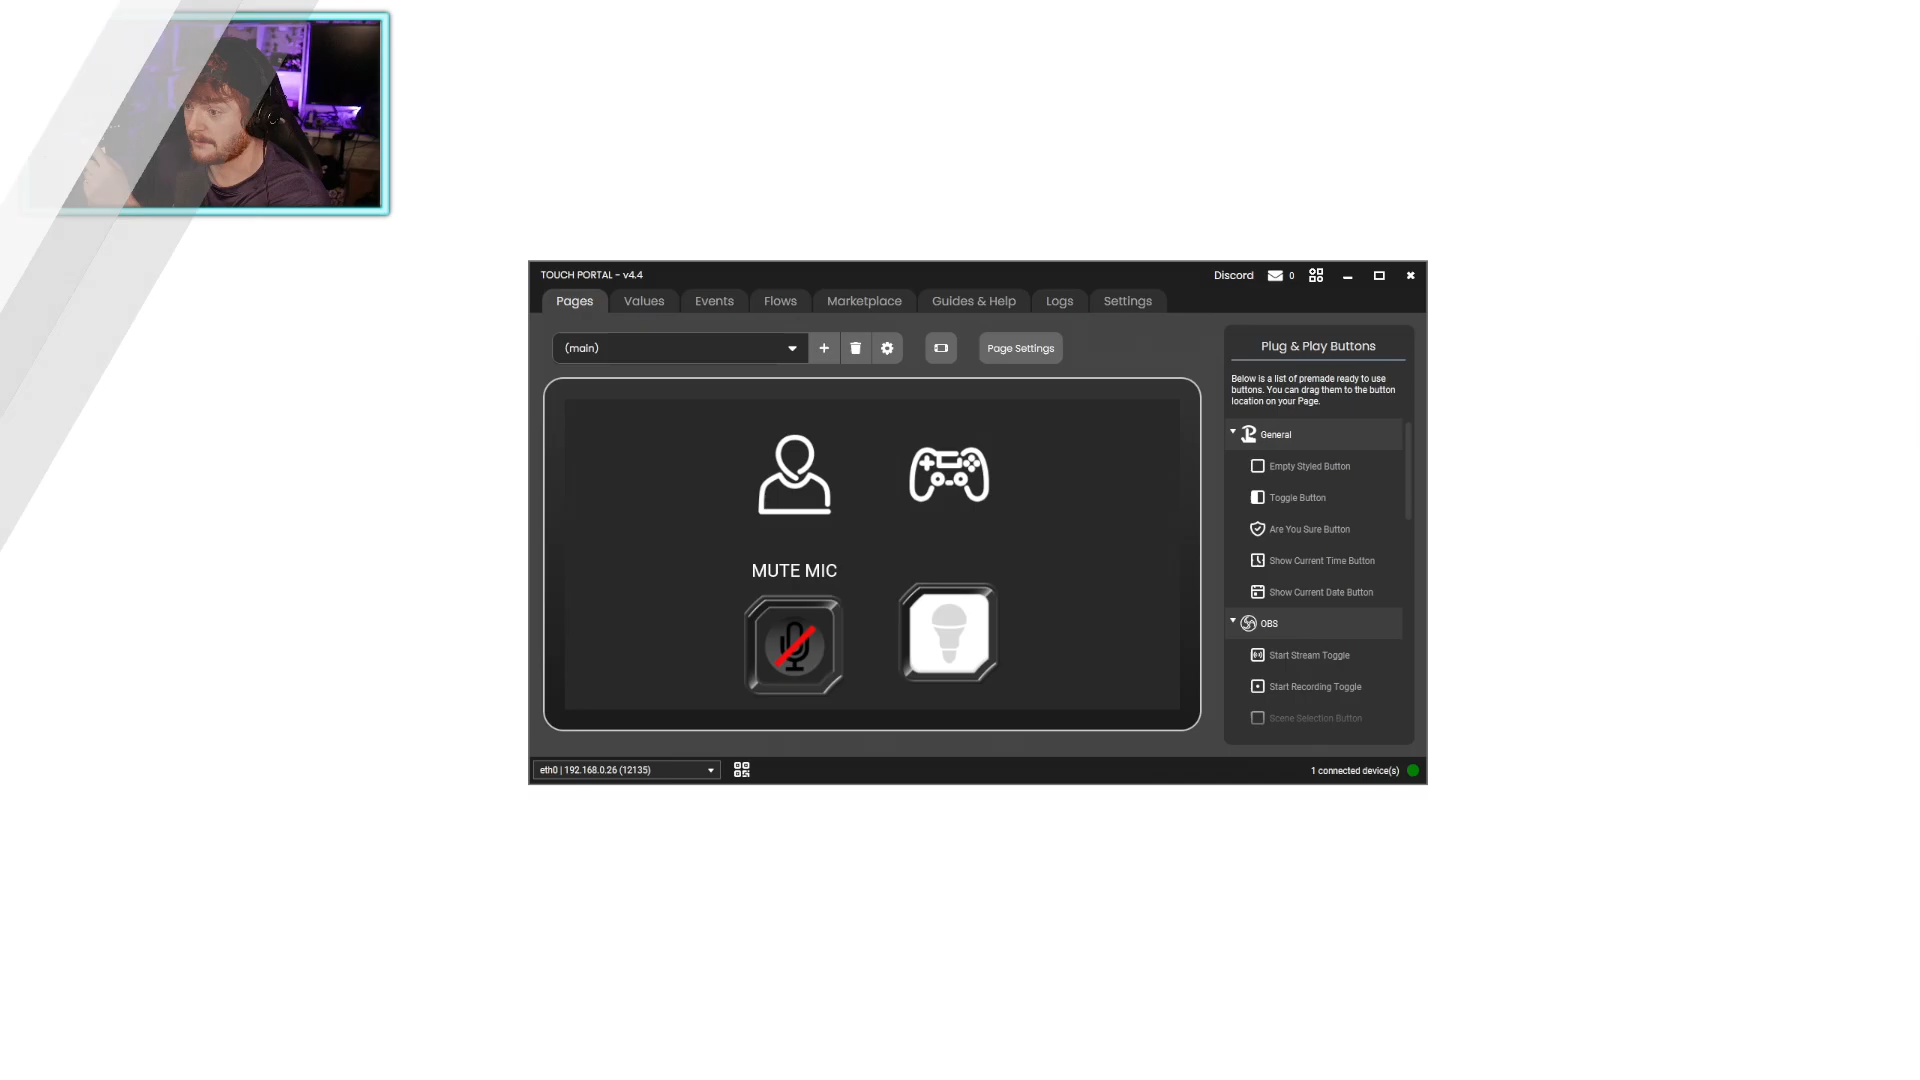 TOUCH PORTAL - v4.4
Discord
0
Pages
Values
Events
Flows
Marketplace
Guides & Help
Logs
Settings
(main)
Page Settings
MUTE MIC
Plug & Play Buttons
Below is a list of premade ready to use
buttons. You can drag them to the button
location on your Page.
General
Empty Styled Button
Toggle Button
Are You Sure Button
Show Current Time Button
Show Current Date Button
OBS
Start Stream Toggle
Start Recording Toggle
Scene Selection Button
eth0 | 192.168.0.26 (12135)
1 connected device(s)